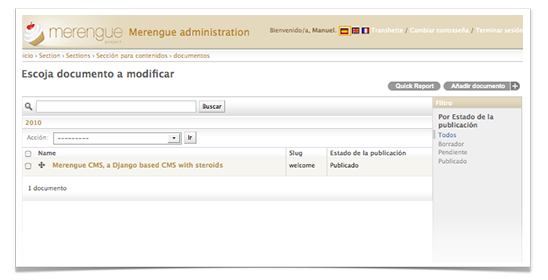 merengue
project
Merengue administration
Bienvenido/a, Manuel.
Transhette / Cambiar contraseña / Terminar sesión
icio › Section › Sections › Sección para contenidos › documentos
Escoja documento a modificar
Quick Report
Añadir documento
Buscar
Filtro
2010
Por Estado de la
publicación
Todos
Borrador
Pendiente
Publicado
Acción: --------- Ir
Name Slug Estado de la publicación
Merengue CMS, a Django based CMS with steroids welcome Publicado
1 documento